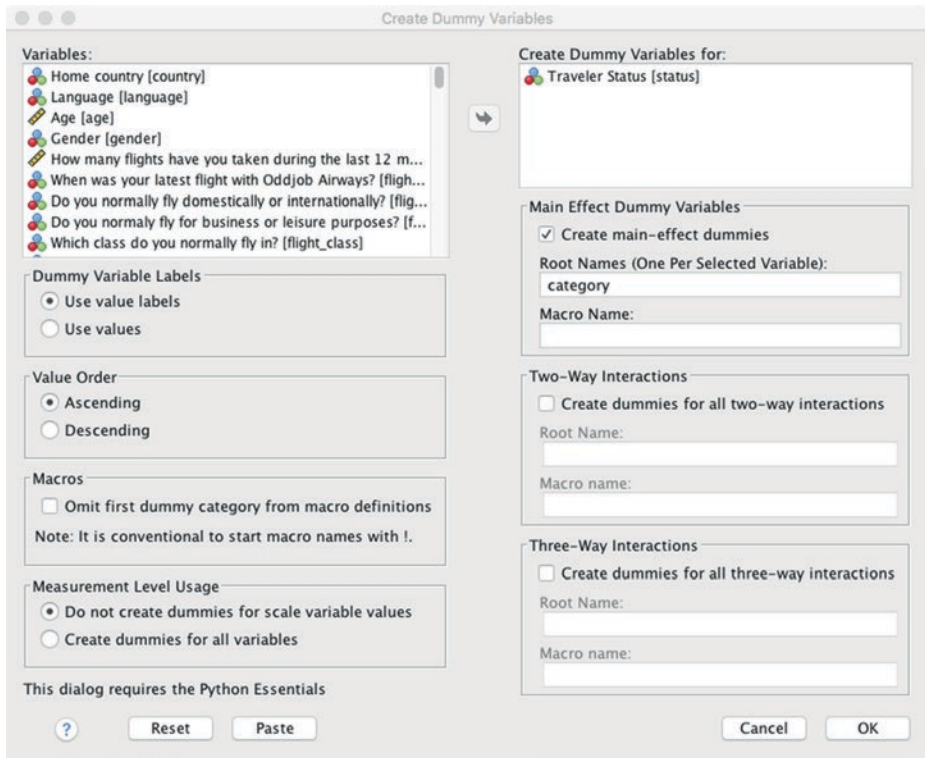 Create Dummy Variables
Variables:
Home country [country]
Language [language]
Age [age]
Gender [gender]
How many flights have you taken during the last 12 m...
When was your latest flight with Oddjob Airways? [fligh...
Do you normally fly domestically or internationally? [flig...
Do you normaly fly for business or leisure purposes? [f...
Which class do you normally fly in? [flight_class]
Dummy Variable Labels
Use value labels
Use values
Value Order
Ascending
Descending
Macros
Omit first dummy category from macro definitions
Note: It is conventional to start macro names with !.
Measurement Level Usage
Do not create dummies for scale variable values
Create dummies for all variables
This dialog requires the Python Essentials
?
Reset
Paste
Create Dummy Variables for:
Traveler Status [status]
Main Effect Dummy Variables
Create main-effect dummies
Root Names (One Per Selected Variable):
category
Macro Name:
Two-Way Interactions
Create dummies for all two-way interactions
Root Name:
Macro name:
Three-Way Interactions
Create dummies for all three-way interactions
Root Name:
Macro name:
Cancel
OK